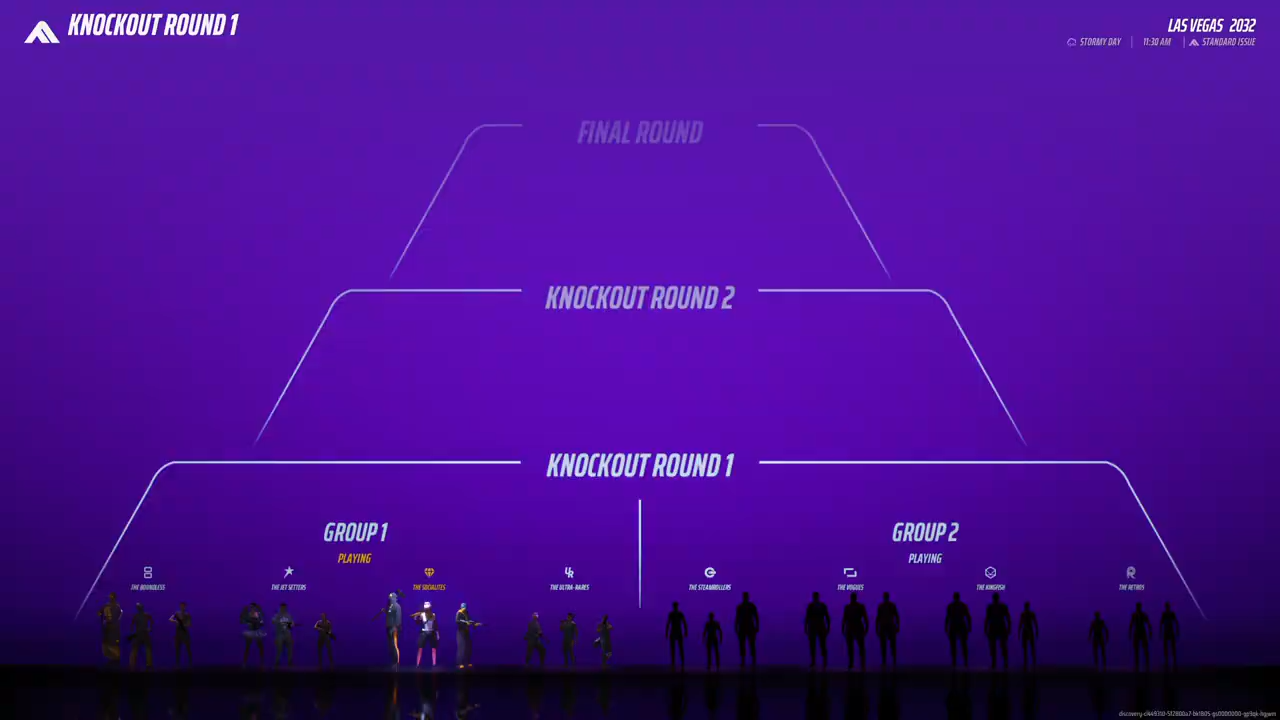 KNOCKOUT ROUND 1
LAS VEGAS 2032
STORMY DAY | 11:30 AM | STANDARD ISSUE
FINAL ROUND
KNOCKOUT ROUND 2
KNOCKOUT ROUND 1
GROUP 1
PLAYING
GROUP 2
PLAYING
THE BOUNDLESS
THE JET SETTERS
THE SOCIALITES
THE ULTRA-RARES
THE STEAMROLLERS
THE VOGUES
THE KINGFISH
THE RETROS